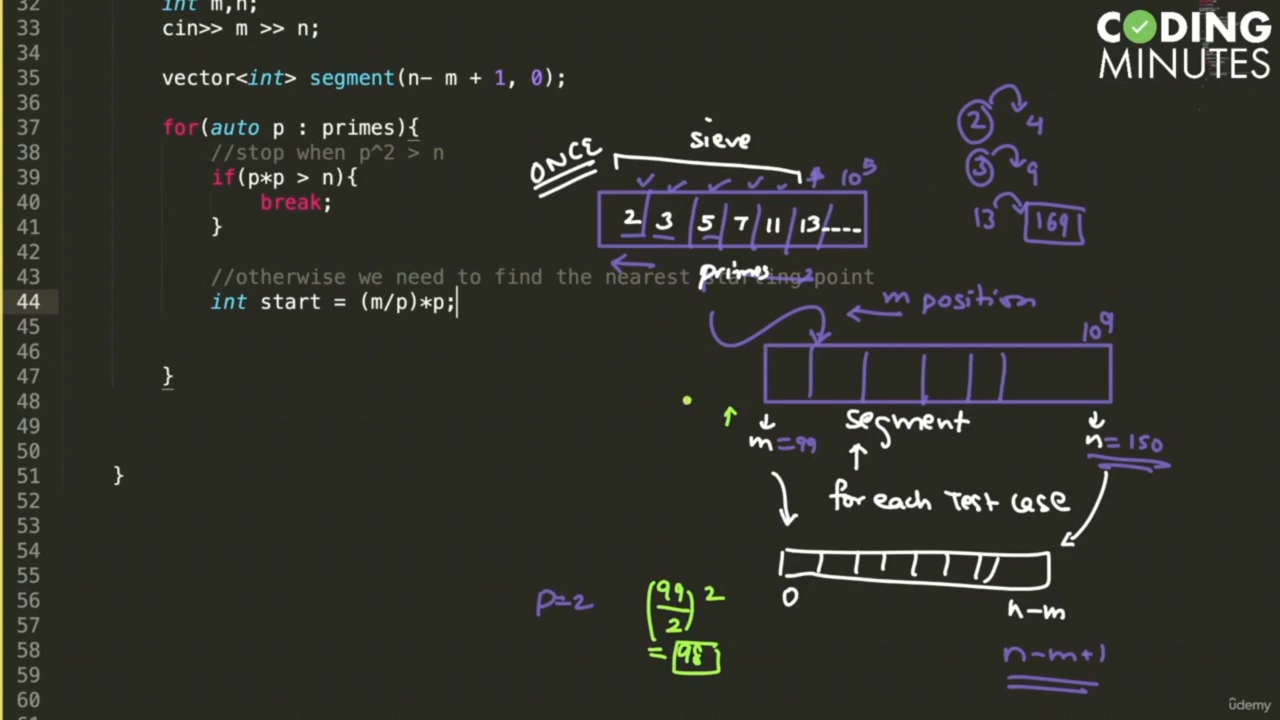 32 int m,n;
33 cin>> m >> n;
34
35 vector<int> segment(n- m + 1, 0);
36
37 for(auto p : primes){
38 //stop when p^2 > n
39 if(p*p > n){
40 break;
41 }
42
43 //otherwise we need to find the nearest starting point
44 int start = (m/p)*p;
45
46
47 }
48
49
50
51 }
52
53
54
55
56
57
58
59
60
CODING
MINUTES
ONCE
sieve
10^5
2 3 5 7 11 13....
primes
2 4
3 9
13 169
m position
10^9
segment
m =99
n =150
for each Test case
0
n-m
n-m+1
P=2
(99/2) 2
= 98
ûdemy